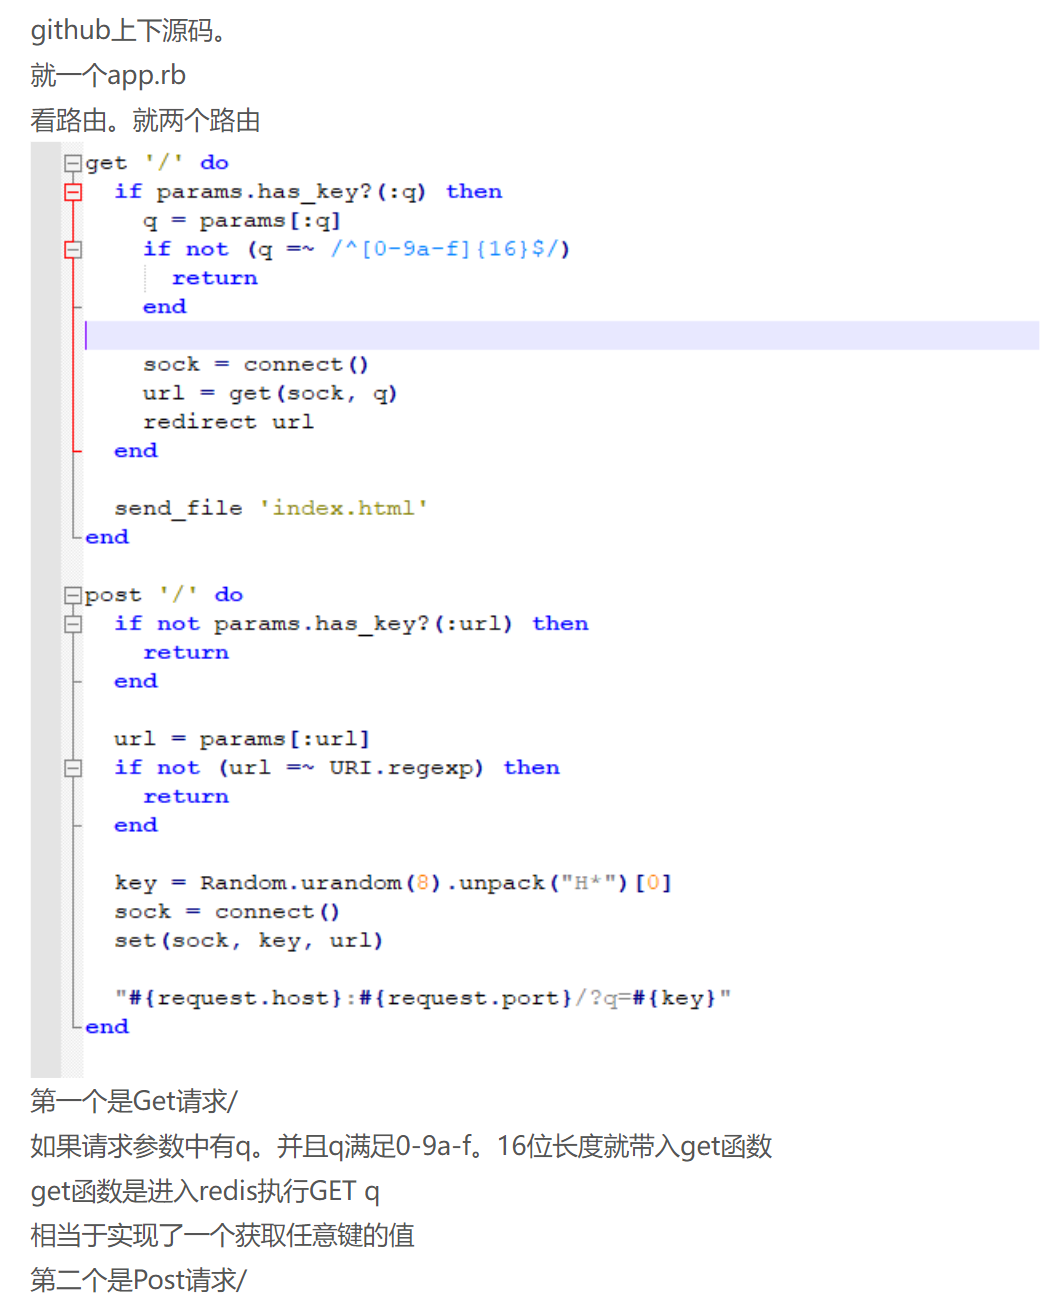 github上下源码。
就一个app.rb
看路由。就两个路由
get '/' do
if params.has_key?(:q) then
q = params[:q]
if not (q =~ /^[0-9a-f]{16}$/)
return
end
sock = connect()
url = get(sock, q)
redirect url
end
send_file 'index.html'
end
post '/' do
if not params.has_key?(:url) then
return
end
url = params[:url]
if not (url =~ URI.regexp) then
return
end
key = Random.urandom(8).unpack("H*")[0]
sock = connect()
set(sock, key, url)
"#{request.host}:#{request.port}/?q=#{key}"
end
第一个是Get请求/
如果请求参数中有q。并且q满足0-9a-f。16位长度就带入get函数
get函数是进入redis执行GET q
相当于实现了一个获取任意键的值
第二个是Post请求/